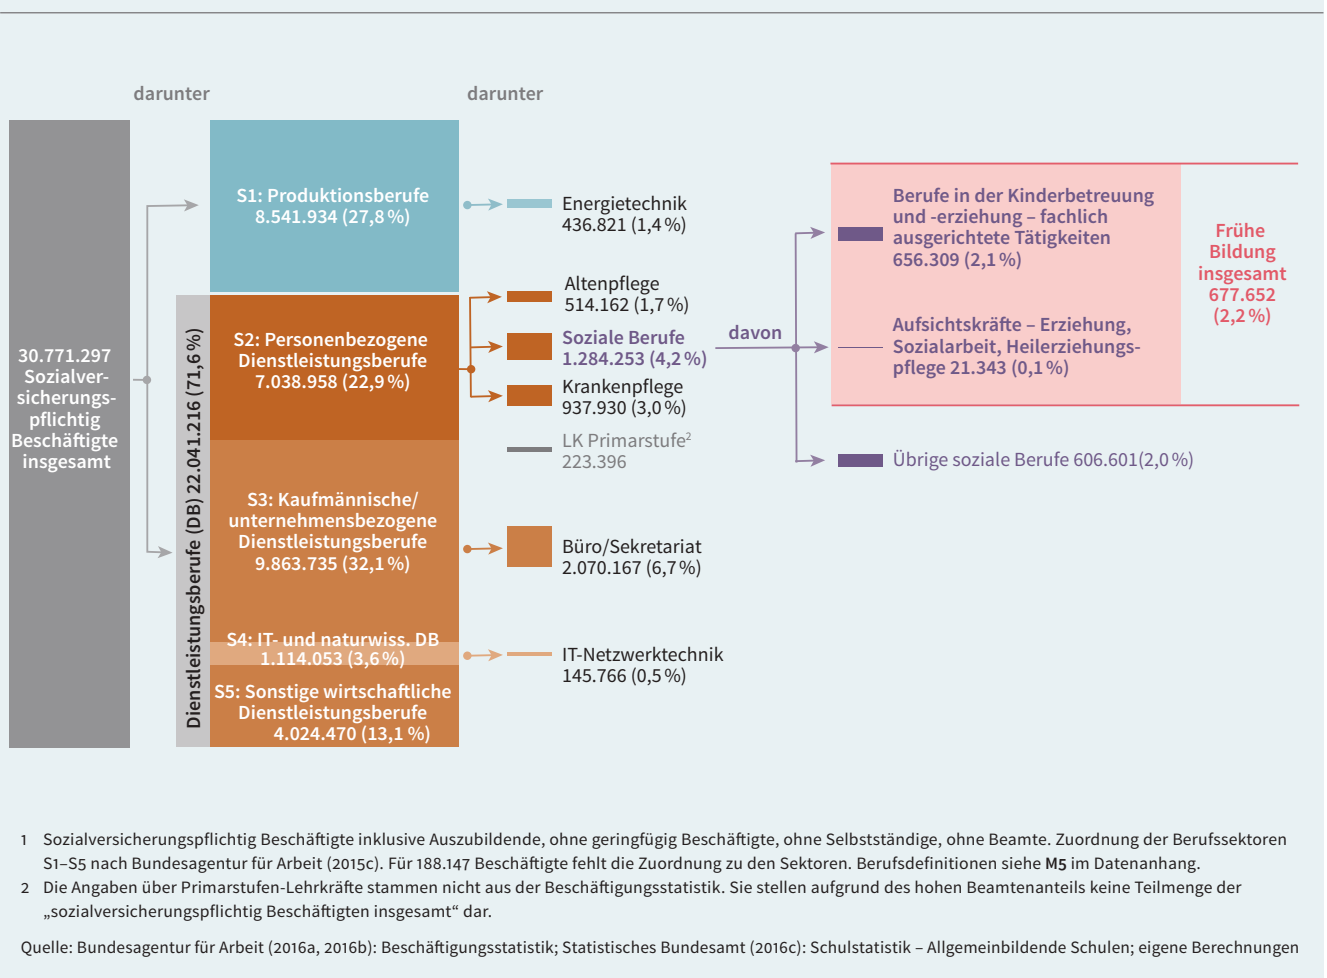 darunter
darunter
30.771.297
Sozialver-
sicherungs-
pflichtig
Beschäftigte
insgesamt
S1: Produktionsberufe
8.541.934 (27,8 %)
Dienstleistungsberufe (DB) 22.041.216 (71,6 %)
S2: Personenbezogene
Dienstleistungsberufe
7.038.958 (22,9 %)
S3: Kaufmännische/
unternehmensbezogene
Dienstleistungsberufe
9.863.735 (32,1 %)
S4: IT- und naturwiss. DB
1.114.053 (3,6 %)
S5: Sonstige wirtschaftliche
Dienstleistungsberufe
4.024.470 (13,1 %)
Energietechnik
436.821 (1,4 %)
Altenpflege
514.162 (1,7 %)
Soziale Berufe
1.284.253 (4,2 %)
Krankenpflege
937.930 (3,0 %)
LK Primarstufe²
223.396
Büro/Sekretariat
2.070.167 (6,7 %)
IT-Netzwerktechnik
145.766 (0,5 %)
davon
Berufe in der Kinderbetreuung
und -erziehung – fachlich
ausgerichtete Tätigkeiten
656.309 (2,1 %)
Aufsichtskräfte – Erziehung,
Sozialarbeit, Heilerziehungs-
pflege 21.343 (0,1 %)
Übrige soziale Berufe 606.601(2,0 %)
Frühe
Bildung
insgesamt
677.652
(2,2 %)
1 Sozialversicherungspflichtig Beschäftigte inklusive Auszubildende, ohne geringfügig Beschäftigte, ohne Selbstständige, ohne Beamte. Zuordnung der Berufssektoren
S1–S5 nach Bundesagentur für Arbeit (2015c). Für 188.147 Beschäftigte fehlt die Zuordnung zu den Sektoren. Berufsdefinitionen siehe M5 im Datenanhang.
2 Die Angaben über Primarstufen-Lehrkräfte stammen nicht aus der Beschäftigungsstatistik. Sie stellen aufgrund des hohen Beamtenanteils keine Teilmenge der
„sozialversicherungspflichtig Beschäftigten insgesamt“ dar.
Quelle: Bundesagentur für Arbeit (2016a, 2016b): Beschäftigungsstatistik; Statistisches Bundesamt (2016c): Schulstatistik – Allgemeinbildende Schulen; eigene Berechnungen